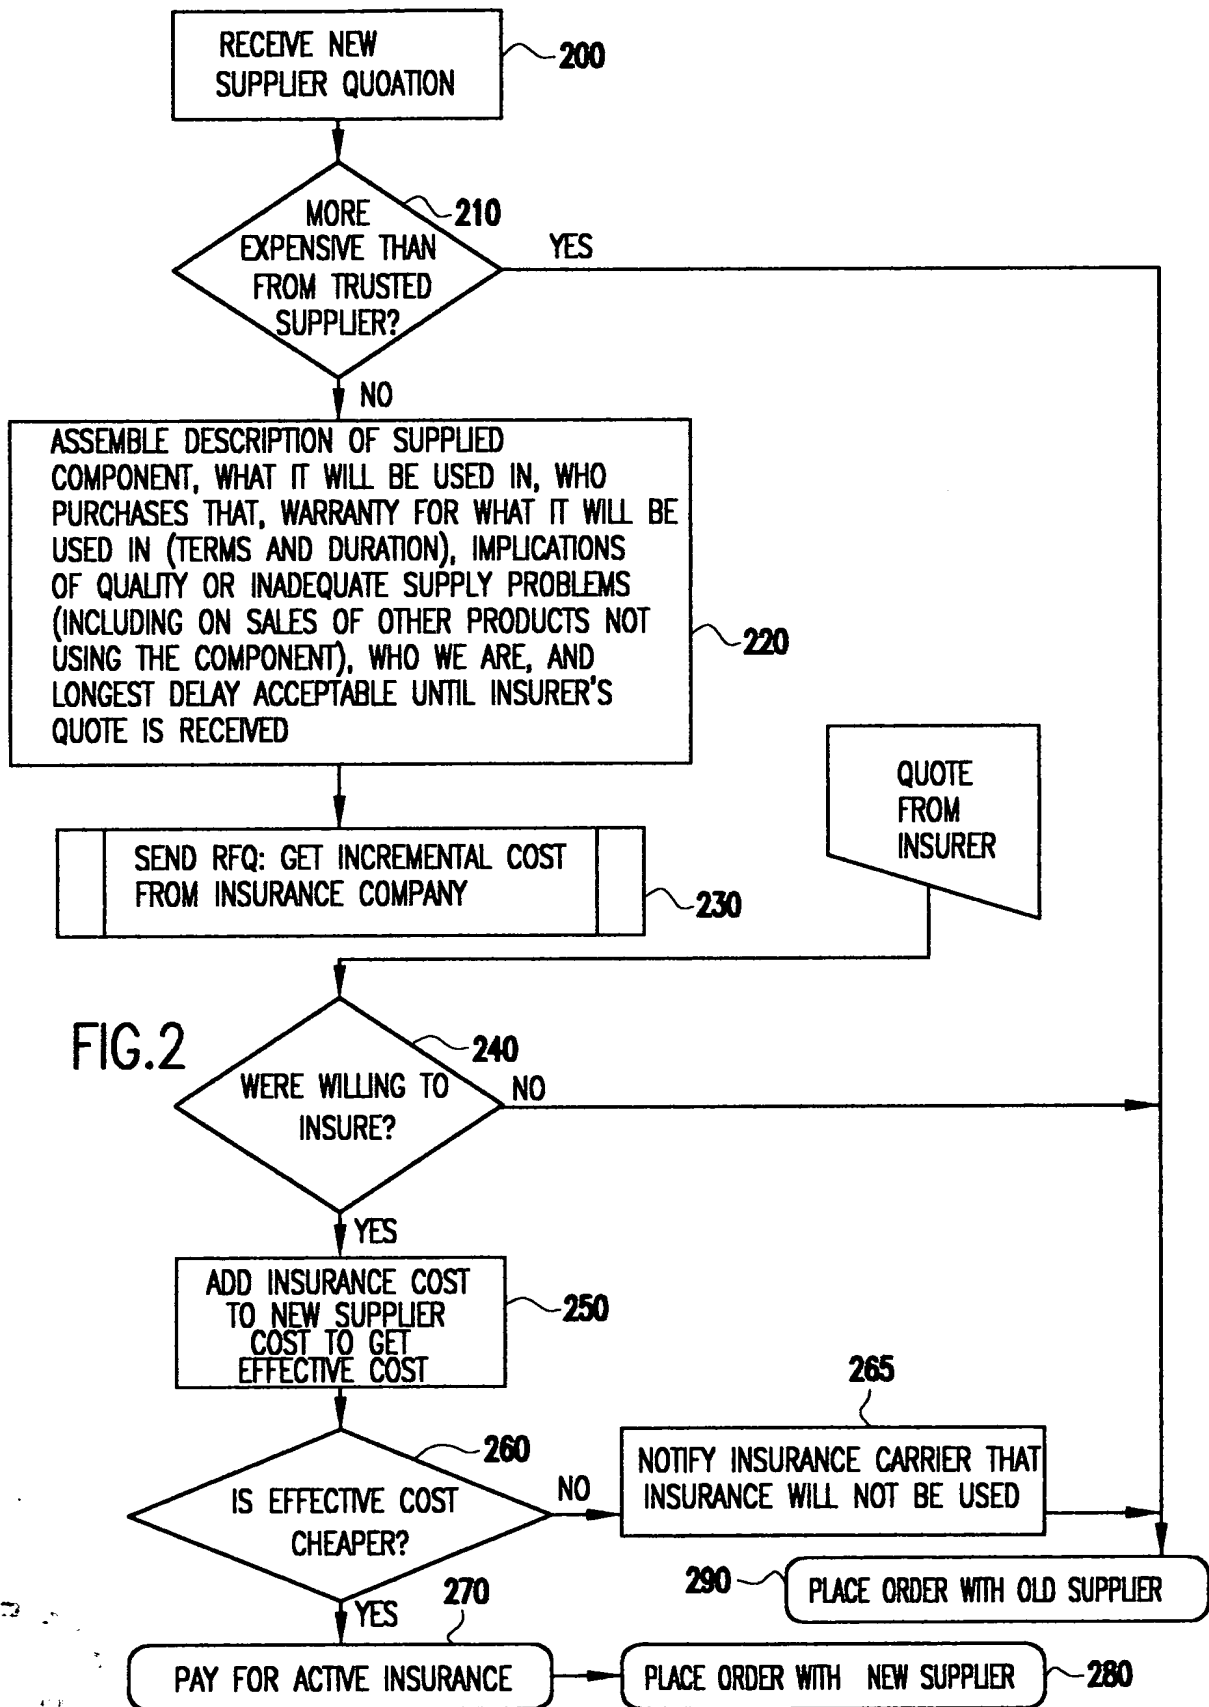 RECEIVE NEW
SUPPLIER QUOATION
200
MORE
EXPENSIVE THAN
FROM TRUSTED
SUPPLIER?
210
YES
NO
ASSEMBLE DESCRIPTION OF SUPPLIED
COMPONENT, WHAT IT WILL BE USED IN, WHO
PURCHASES THAT, WARRANTY FOR WHAT IT WILL BE
USED IN (TERMS AND DURATION), IMPLICATIONS
OF QUALITY OR INADEQUATE SUPPLY PROBLEMS
(INCLUDING ON SALES OF OTHER PRODUCTS NOT
USING THE COMPONENT), WHO WE ARE, AND
LONGEST DELAY ACCEPTABLE UNTIL INSURER'S
QUOTE IS RECEIVED
220
QUOTE
FROM
INSURER
SEND RFQ: GET INCREMENTAL COST
FROM INSURANCE COMPANY
230
FIG.2
240
WERE WILLING TO
INSURE?
NO
YES
ADD INSURANCE COST
TO NEW SUPPLIER
COST TO GET
EFFECTIVE COST
250
260
IS EFFECTIVE COST
CHEAPER?
NO
265
NOTIFY INSURANCE CARRIER THAT
INSURANCE WILL NOT BE USED
290
PLACE ORDER WITH OLD SUPPLIER
YES
270
PAY FOR ACTIVE INSURANCE
PLACE ORDER WITH NEW SUPPLIER
280